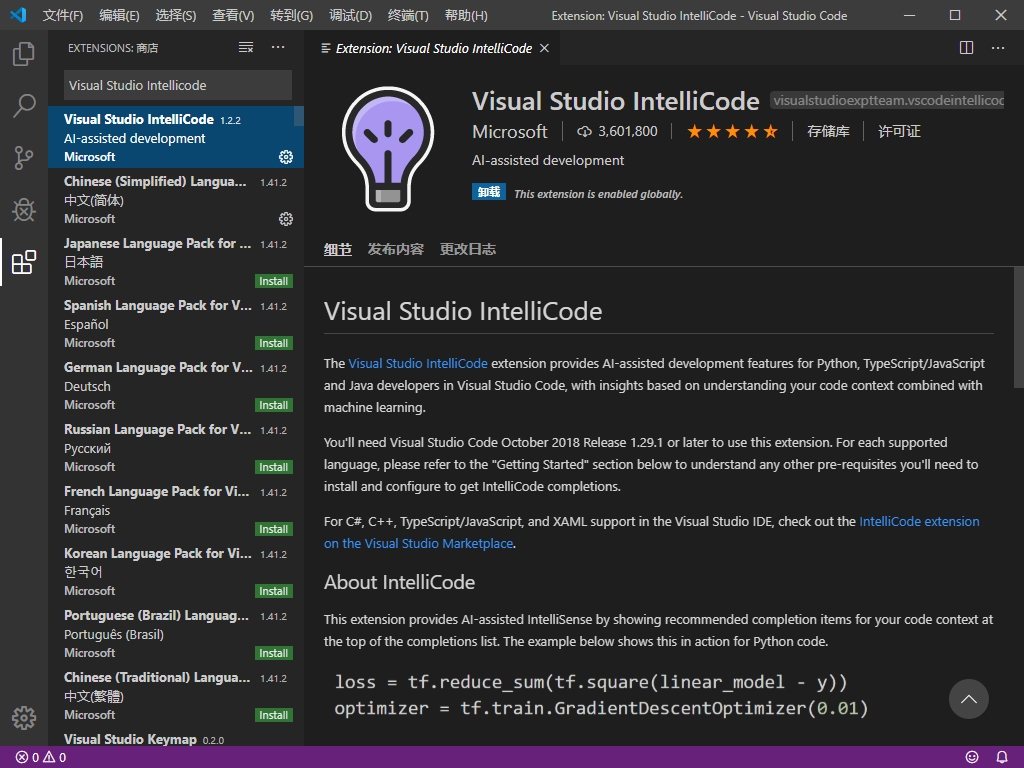 文件(F) 编辑(E) 选择(S) 查看(V) 转到(G) 调试(D) 终端(T) 帮助(H) Extension: Visual Studio IntelliCode - Visual Studio Code
EXTENSIONS: 商店
Visual Studio Intellicode
Visual Studio IntelliCode 1.2.2
AI-assisted development
Microsoft
Chinese (Simplified) Langua... 1.41.2
中文(简体)
Microsoft
Japanese Language Pack for ... 1.41.2
日本語
Microsoft Install
Spanish Language Pack for V... 1.41.2
Español
Microsoft Install
German Language Pack for V... 1.41.2
Deutsch
Microsoft Install
Russian Language Pack for V... 1.41.2
Русский
Microsoft Install
French Language Pack for Vi... 1.41.2
Français
Microsoft Install
Korean Language Pack for Vi... 1.41.2
한국어
Microsoft Install
Portuguese (Brazil) Languag... 1.41.2
Português (Brasil)
Microsoft Install
Chinese (Traditional) Langua... 1.41.2
中文(繁體)
Microsoft Install
Visual Studio Keymap 0.2.0
Extension: Visual Studio IntelliCode
Visual Studio IntelliCode visualstudioexptteam.vscodeintellicoc
Microsoft 3,601,800 存储库 许可证
AI-assisted development
卸载 This extension is enabled globally.
细节 发布内容 更改日志
Visual Studio IntelliCode
The Visual Studio IntelliCode extension provides AI-assisted development features for Python, TypeScript/JavaScript
and Java developers in Visual Studio Code, with insights based on understanding your code context combined with
machine learning.
You'll need Visual Studio Code October 2018 Release 1.29.1 or later to use this extension. For each supported
language, please refer to the "Getting Started" section below to understand any other pre-requisites you'll need to
install and configure to get IntelliCode completions.
For C#, C++, TypeScript/JavaScript, and XAML support in the Visual Studio IDE, check out the IntelliCode extension
on the Visual Studio Marketplace.
About IntelliCode
This extension provides AI-assisted IntelliSense by showing recommended completion items for your code context at
the top of the completions list. The example below shows this in action for Python code.
loss = tf.reduce_sum(tf.square(linear_model - y))
optimizer = tf.train.GradientDescentOptimizer(0.01)
0 0